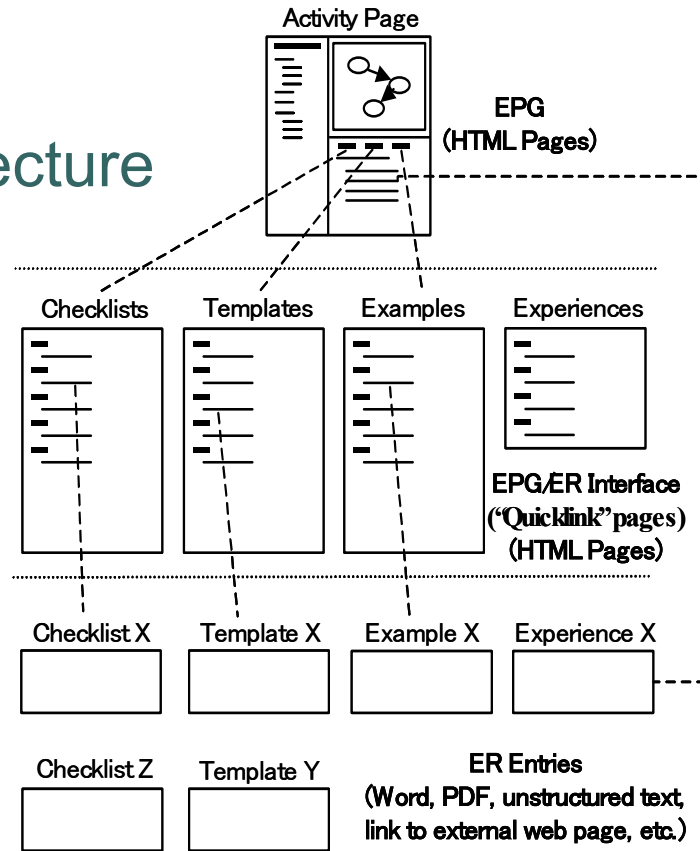 Activity Page
EPG
(HTML Pages)
ecture
Checklists
Templates
Examples
Experiences
EPG/ER Interface
(“Quicklink” pages)
(HTML Pages)
Checklist X
Template X
Example X
Experience X
Checklist Z
Template Y
ER Entries
(Word, PDF, unstructured text,
link to external web page, etc.)